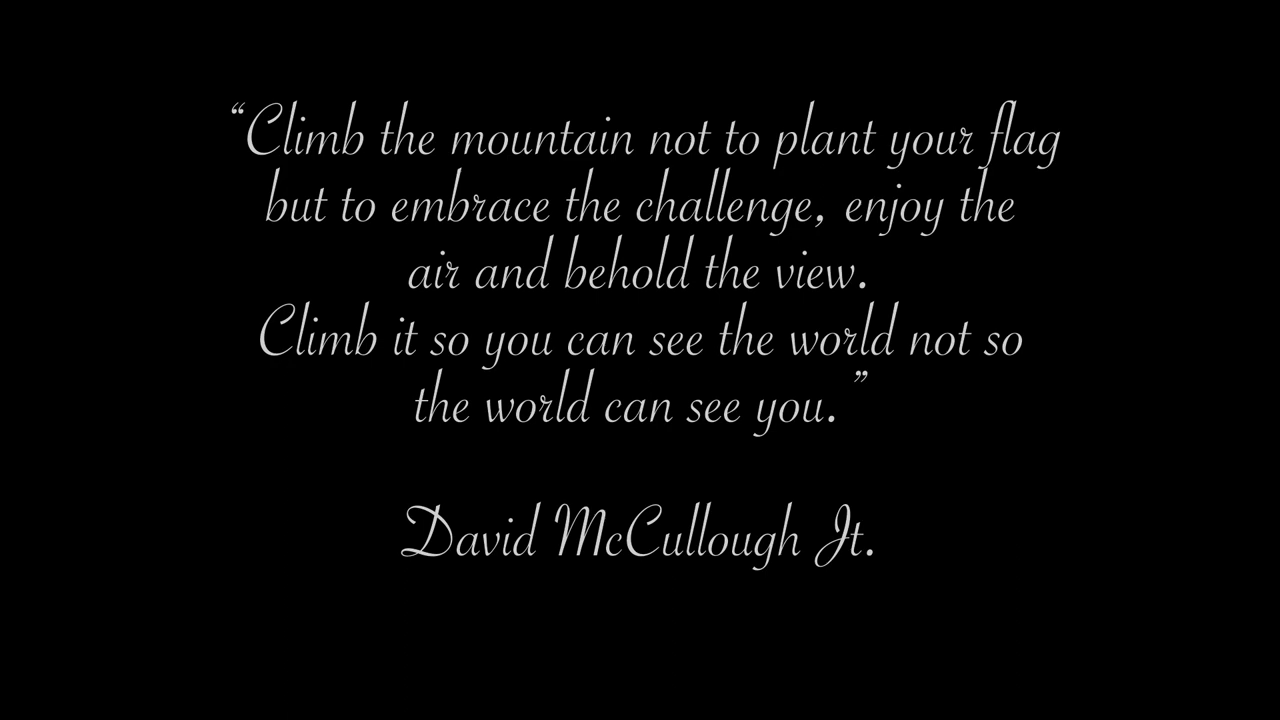 “Climb the mountain not to plant your flag
but to embrace the challenge, enjoy the
air and behold the view.
Climb it so you can see the world not so
the world can see you.”
David McCullough Jt.